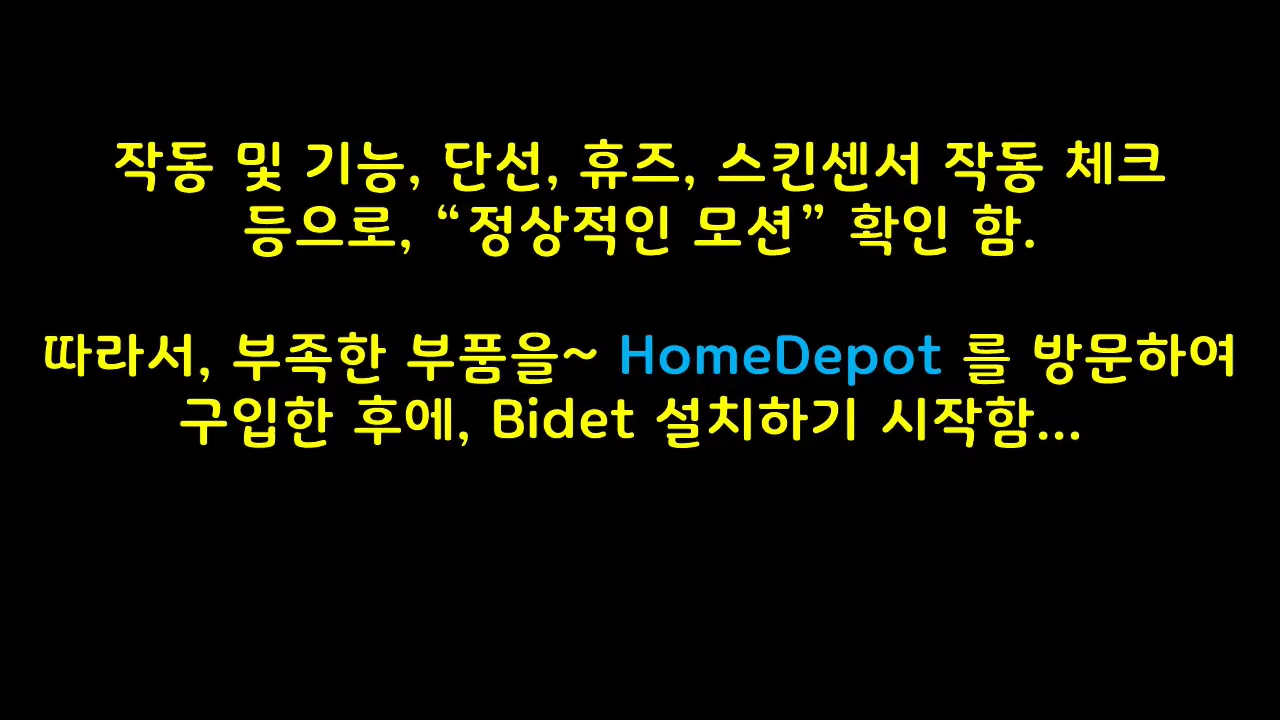 작동 및 기능, 단선, 휴즈, 스킨센서 작동 체크
등으로, “정상적인 모션” 확인 함.
따라서, 부족한 부품을~ HomeDepot 를 방문하여
구입한 후에, Bidet 설치하기 시작함...